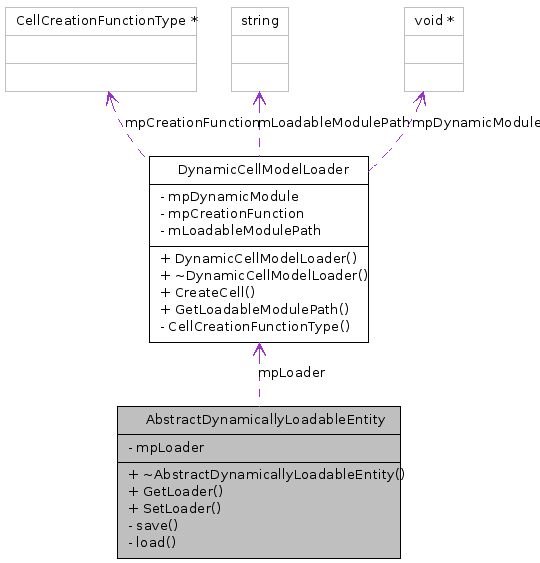 CellCreationFunctionType *
string
void *
mpCreationFunction
mLoadableModulePath
mpDynamicModule
DynamicCellModelLoader
- mpDynamicModule
- mpCreationFunction
- mLoadableModulePath
+ DynamicCellModelLoader()
+ ~DynamicCellModelLoader()
+ CreateCell()
+ GetLoadableModulePath()
- CellCreationFunctionType()
mpLoader
AbstractDynamicallyLoadableEntity
- mpLoader
+ ~AbstractDynamicallyLoadableEntity()
+ GetLoader()
+ SetLoader()
- save()
- load()